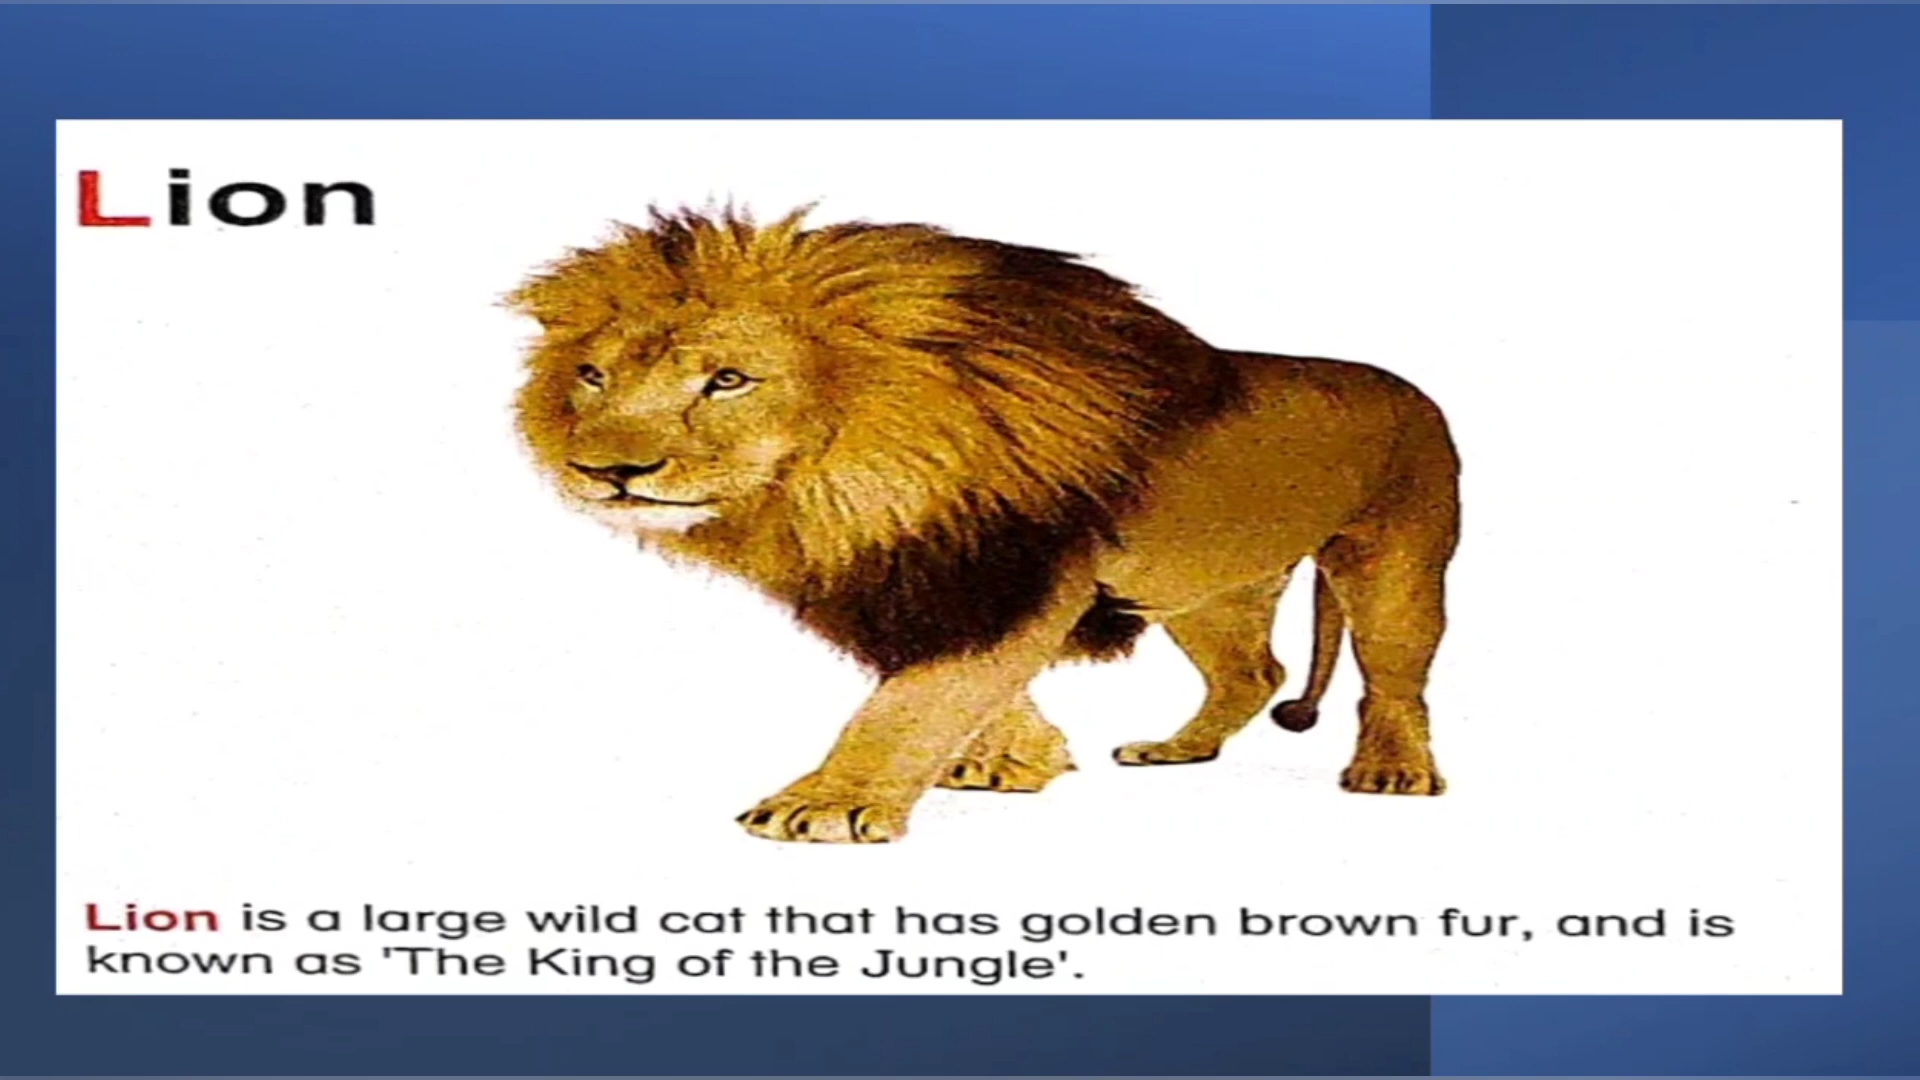 Lion
Lion is a large wild cat that has golden brown fur, and is
known as 'The King of the Jungle'.